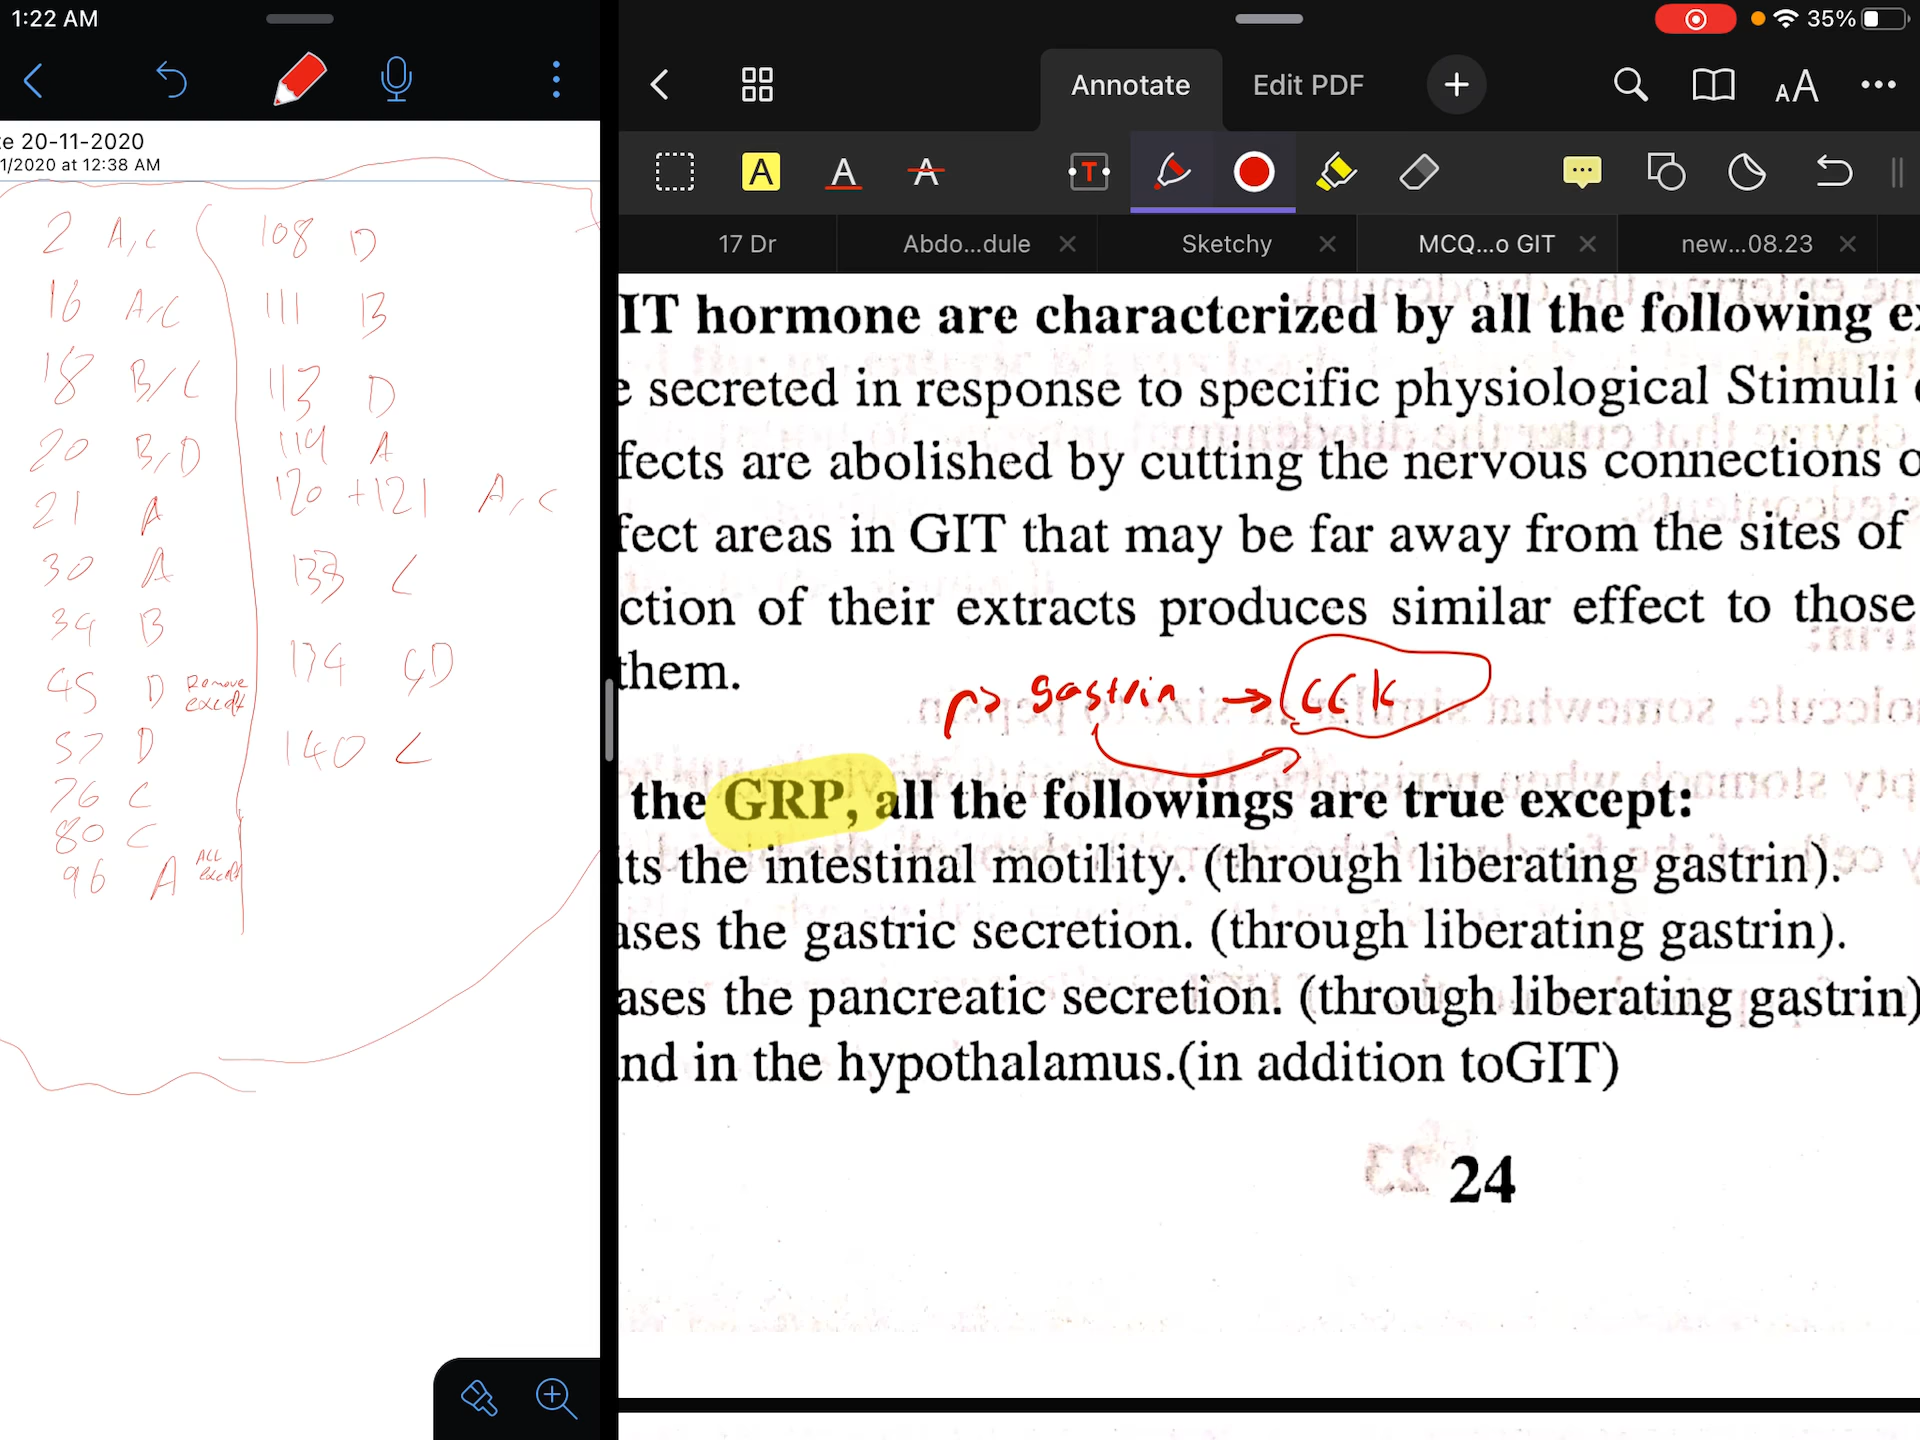 1:22 AM
35%
Annotate
Edit PDF
17 Dr
Abdo...dule
Sketchy
MCQ...o GIT
new...08.23
te 20-11-2020
1/2020 at 12:38 AM
2 A,C
16 A/C
18 B/C
20 B,D
21 A
30 A
39 B
45 D Remove except
57 D
76 C
80 C
96 A ALL except
108 D
111 B
113 D
119 A
120 +121 A,C
133 C
134 C,D
140 C
IT hormone are characterized by all the following ex
e secreted in response to specific physiological Stimuli
fects are abolished by cutting the nervous connections o
fect areas in GIT that may be far away from the sites of
ction of their extracts produces similar effect to those
them.
gastrin → CCK
the GRP, all the followings are true except:
its the intestinal motility. (through liberating gastrin).
ases the gastric secretion. (through liberating gastrin).
ases the pancreatic secretion. (through liberating gastrin)
nd in the hypothalamus.(in addition toGIT)
24